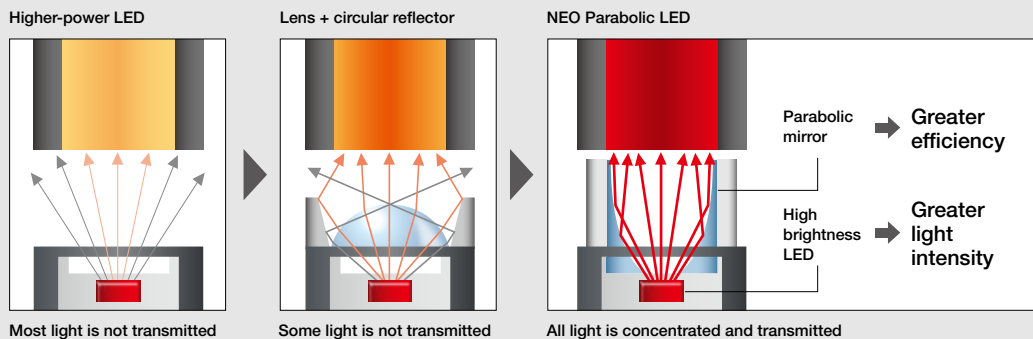 Higher-power LED
Lens + circular reflector
NEO Parabolic LED
Parabolic
mirror
Greater
efficiency
High
brightness
LED
Greater
light
intensity
Most light is not transmitted
Some light is not transmitted
All light is concentrated and transmitted